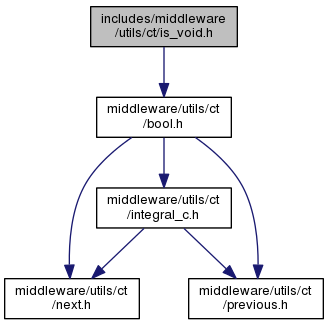 includes/middleware
/utils/ct/is_void.h
middleware/utils/ct
/bool.h
middleware/utils/ct
/integral_c.h
middleware/utils/ct
/next.h
middleware/utils/ct
/previous.h